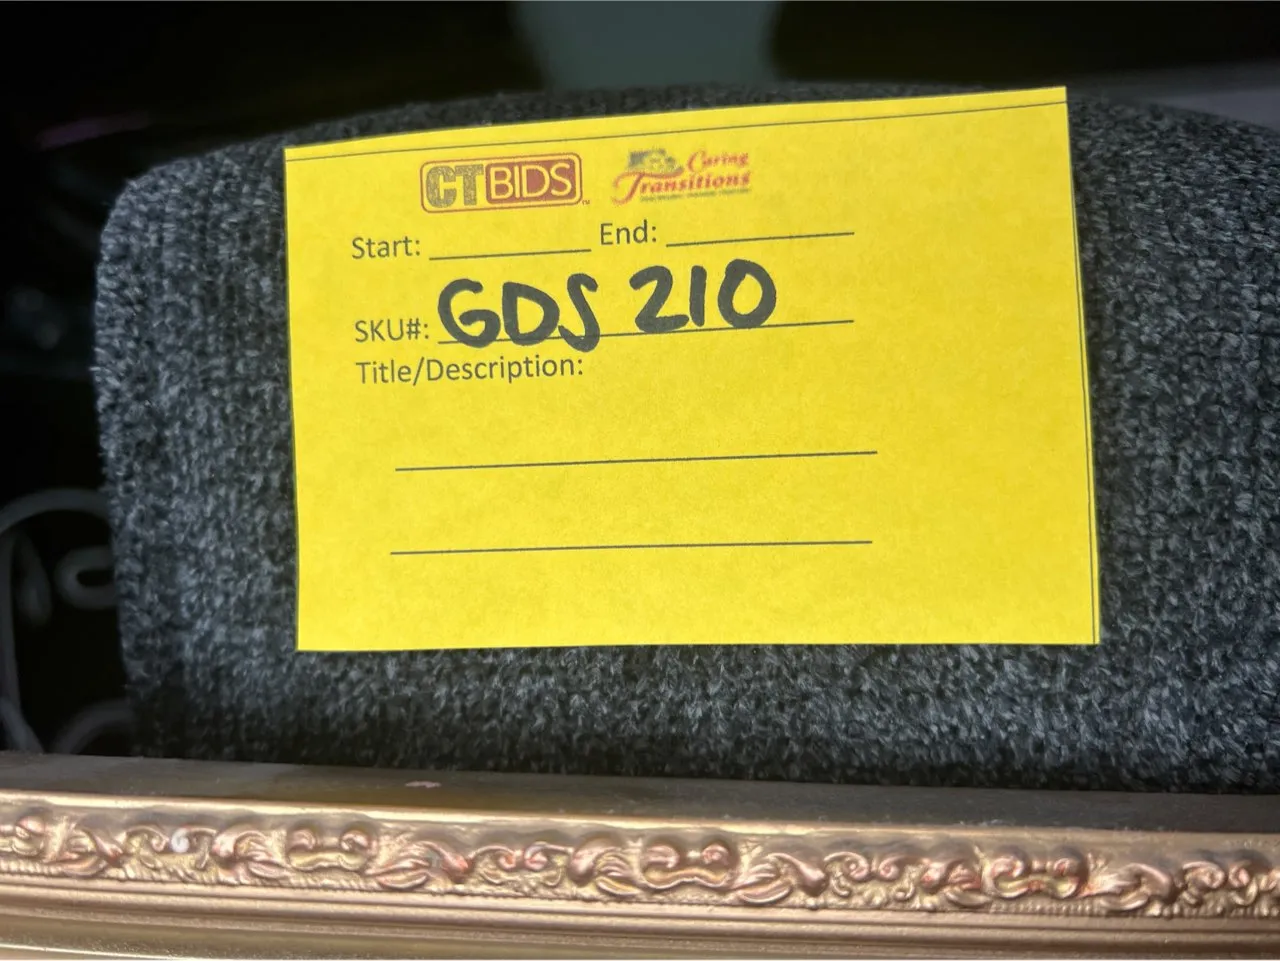 CTBIDS Caring Transitions
Start: End:
SKU#: GDS 210
Title/Description: